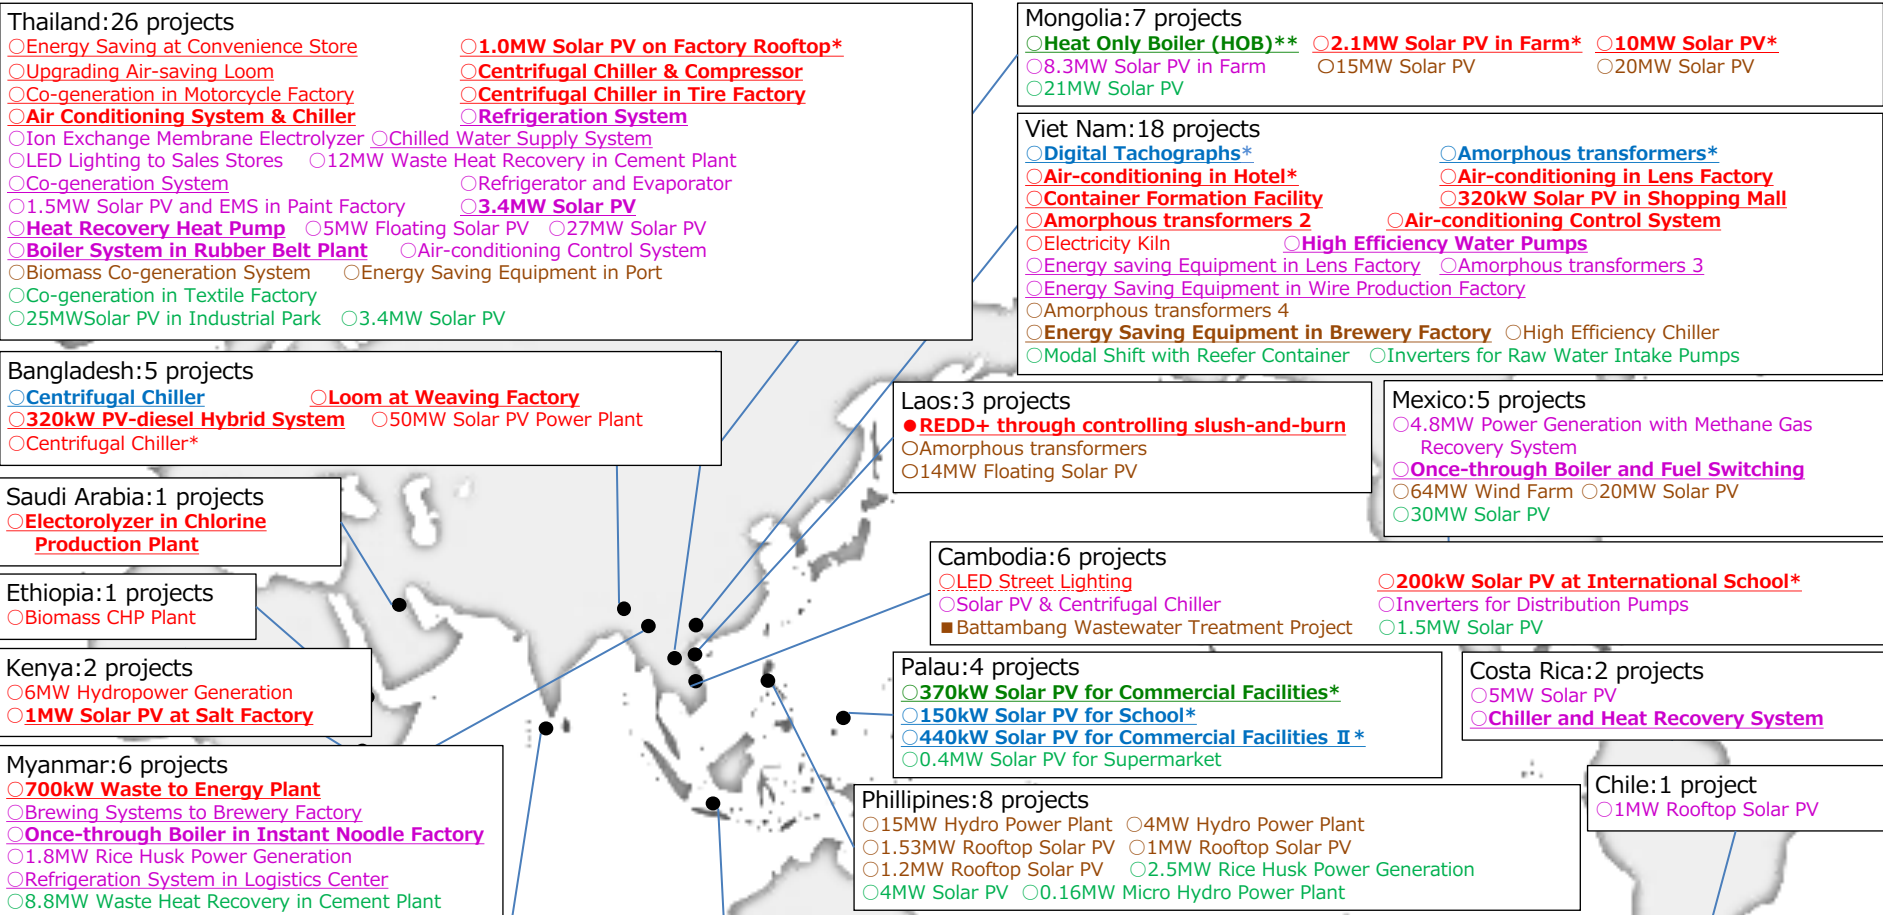 Thailand:26 projects
○Energy Saving at Convenience Store ○1.0MW Solar PV on Factory Rooftop*
○Upgrading Air-saving Loom ○Centrifugal Chiller & Compressor
○Co-generation in Motorcycle Factory ○Centrifugal Chiller in Tire Factory
○Air Conditioning System & Chiller ○Refrigeration System
○Ion Exchange Membrane Electrolyzer ○Chilled Water Supply System
○LED Lighting to Sales Stores ○12MW Waste Heat Recovery in Cement Plant
○Co-generation System ○Refrigerator and Evaporator
○1.5MW Solar PV and EMS in Paint Factory ○3.4MW Solar PV
○Heat Recovery Heat Pump ○5MW Floating Solar PV ○27MW Solar PV
○Boiler System in Rubber Belt Plant ○Air-conditioning Control System
○Biomass Co-generation System ○Energy Saving Equipment in Port
○Co-generation in Textile Factory
○25MWSolar PV in Industrial Park ○3.4MW Solar PV
Mongolia:7 projects
○Heat Only Boiler (HOB)** ○2.1MW Solar PV in Farm* ○10MW Solar PV*
○8.3MW Solar PV in Farm ○15MW Solar PV ○20MW Solar PV
○21MW Solar PV
Viet Nam:18 projects
○Digital Tachographs* ○Amorphous transformers*
○Air-conditioning in Hotel* ○Air-conditioning in Lens Factory
○Container Formation Facility ○320kW Solar PV in Shopping Mall
○Amorphous transformers 2 ○Air-conditioning Control System
○Electricity Kiln ○High Efficiency Water Pumps
○Energy saving Equipment in Lens Factory ○Amorphous transformers 3
○Energy Saving Equipment in Wire Production Factory
○Amorphous transformers 4
○Energy Saving Equipment in Brewery Factory ○High Efficiency Chiller
○Modal Shift with Reefer Container ○Inverters for Raw Water Intake Pumps
Bangladesh:5 projects
○Centrifugal Chiller ○Loom at Weaving Factory
○320kW PV-diesel Hybrid System ○50MW Solar PV Power Plant
○Centrifugal Chiller*
Laos:3 projects
●REDD+ through controlling slush-and-burn
○Amorphous transformers
○14MW Floating Solar PV
Mexico:5 projects
○4.8MW Power Generation with Methane Gas
Recovery System
○Once-through Boiler and Fuel Switching
○64MW Wind Farm ○20MW Solar PV
○30MW Solar PV
Saudi Arabia:1 projects
○Electorolyzer in Chlorine
Production Plant
Cambodia:6 projects
○LED Street Lighting ○200kW Solar PV at International School*
○Solar PV & Centrifugal Chiller ○Inverters for Distribution Pumps
■Battambang Wastewater Treatment Project ○1.5MW Solar PV
Ethiopia:1 projects
○Biomass CHP Plant
Kenya:2 projects
○6MW Hydropower Generation
○1MW Solar PV at Salt Factory
Palau:4 projects
○370kW Solar PV for Commercial Facilities*
○150kW Solar PV for School*
○440kW Solar PV for Commercial Facilities Ⅱ*
○0.4MW Solar PV for Supermarket
Costa Rica:2 projects
○5MW Solar PV
○Chiller and Heat Recovery System
Myanmar:6 projects
○700kW Waste to Energy Plant
○Brewing Systems to Brewery Factory
○Once-through Boiler in Instant Noodle Factory
○1.8MW Rice Husk Power Generation
○Refrigeration System in Logistics Center
○8.8MW Waste Heat Recovery in Cement Plant
Phillipines:8 projects
○15MW Hydro Power Plant ○4MW Hydro Power Plant
○1.53MW Rooftop Solar PV ○1MW Rooftop Solar PV
○1.2MW Rooftop Solar PV ○2.5MW Rice Husk Power Generation
○4MW Solar PV ○0.16MW Micro Hydro Power Plant
Chile:1 project
○1MW Rooftop Solar PV